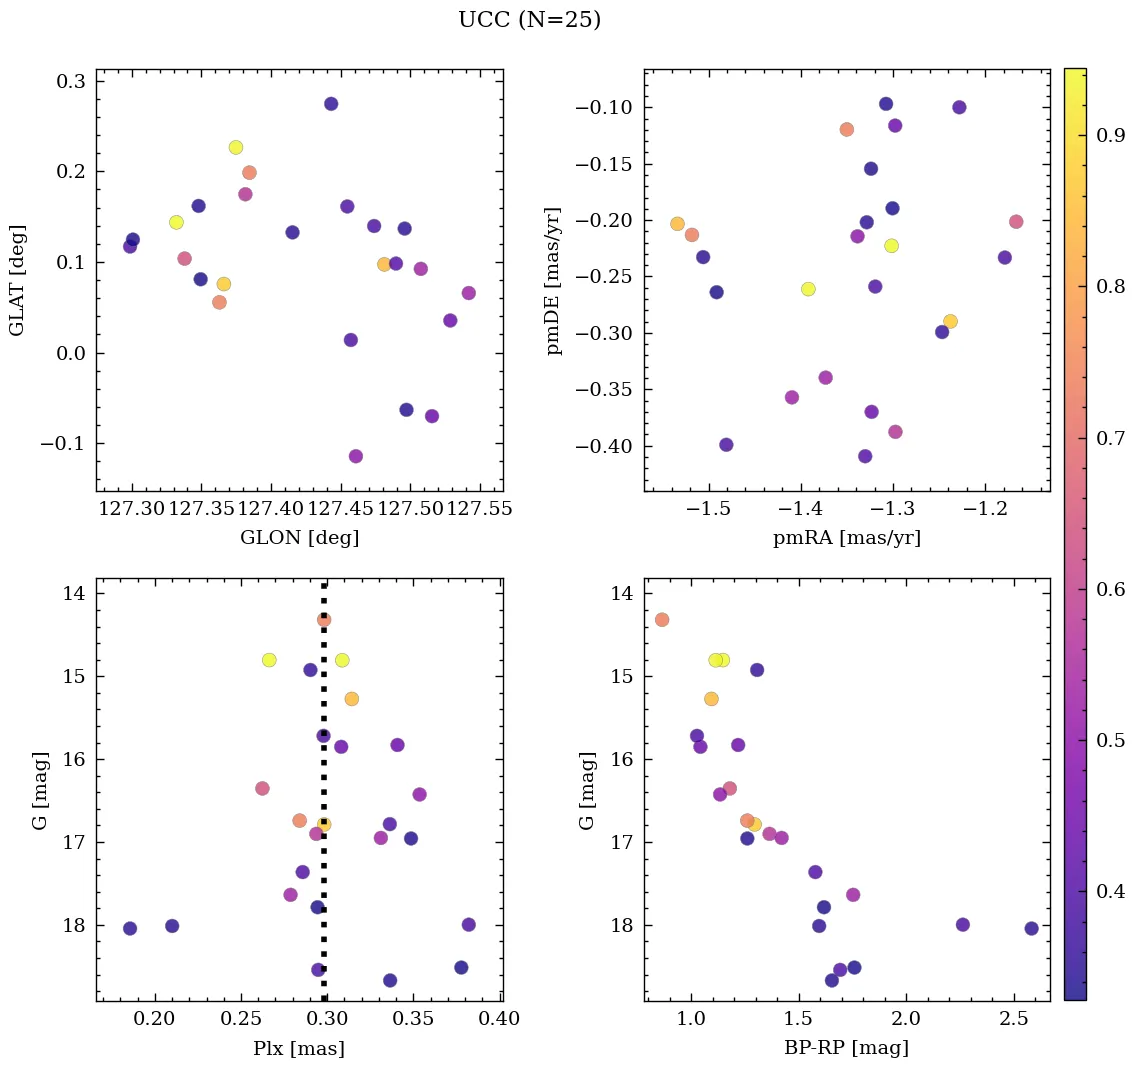 UCC (N=25)
0.3
0.2
0.1
0.0
−0.1
GLAT [deg]
127.30 127.35 127.40 127.45 127.50 127.55
GLON [deg]
−0.10
−0.15
−0.20
−0.25
−0.30
−0.35
−0.40
pmDE [mas/yr]
−1.5 −1.4 −1.3 −1.2
pmRA [mas/yr]
0.9
0.8
0.7
0.6
0.5
0.4
14
15
16
17
18
G [mag]
0.20 0.25 0.30 0.35 0.40
Plx [mas]
14
15
16
17
18
G [mag]
1.0 1.5 2.0 2.5
BP-RP [mag]